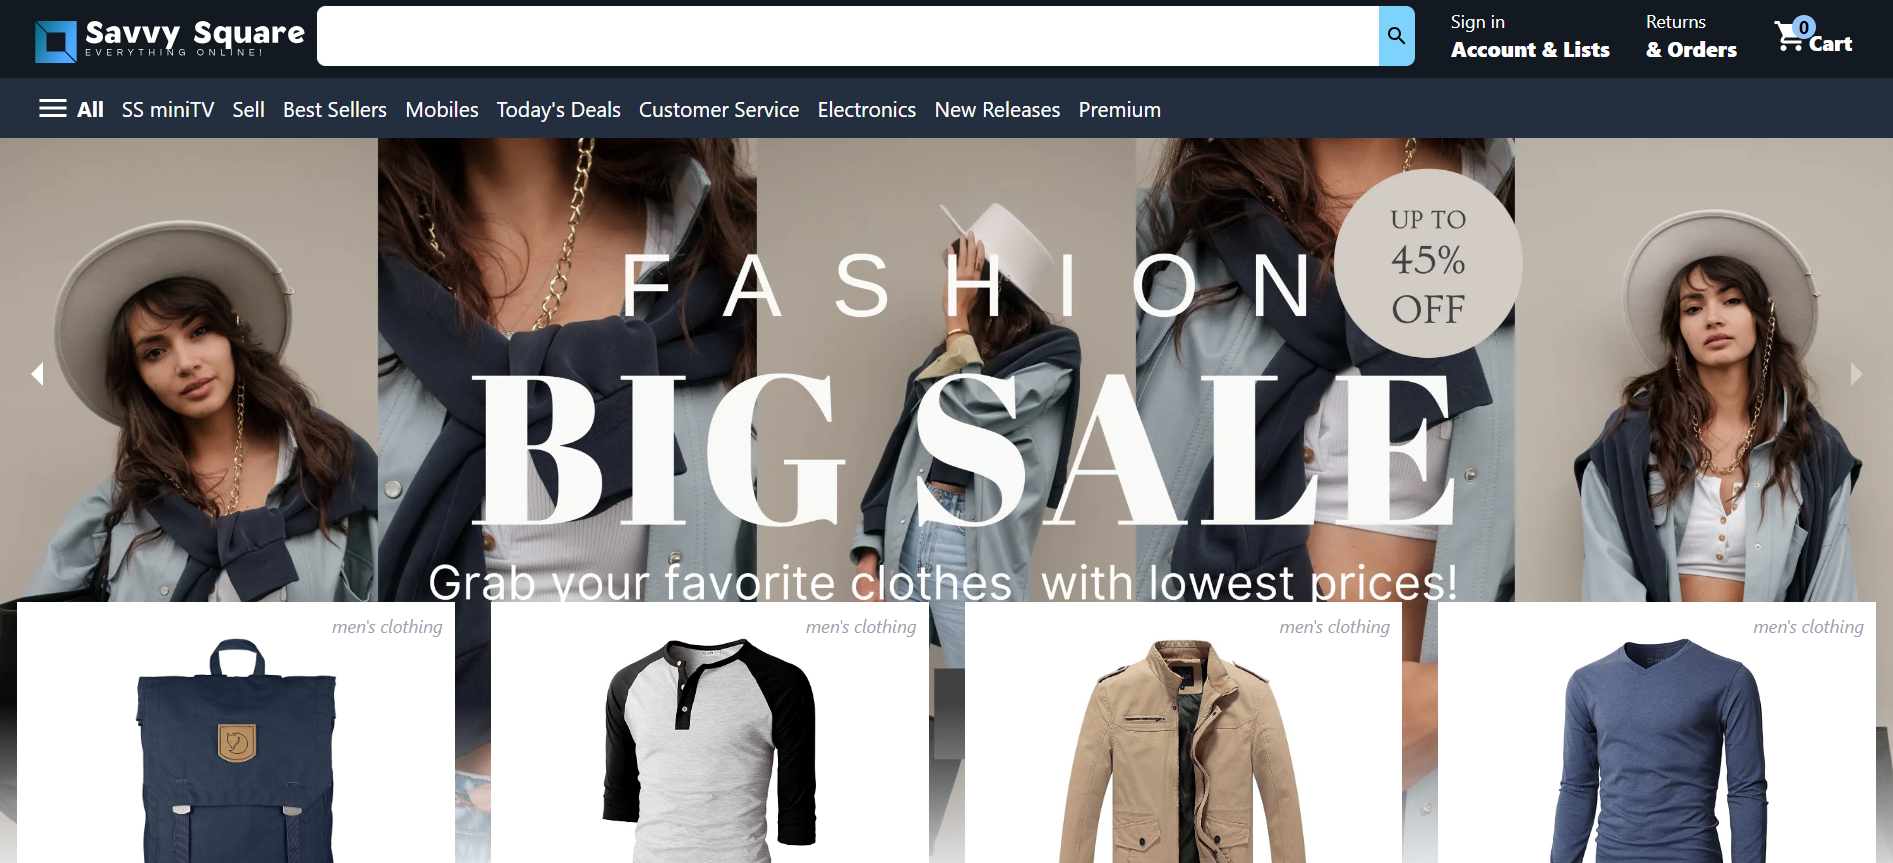 Savvy Square
EVERYTHING ONLINE!
Sign in
Account & Lists
Returns
& Orders
0
Cart
All
SS miniTV
Sell
Best Sellers
Mobiles
Today's Deals
Customer Service
Electronics
New Releases
Premium
UP TO
45%
OFF
FASHION
BIG SALE
Grab your favorite clothes with lowest prices!
men's clothing
men's clothing
men's clothing
men's clothing